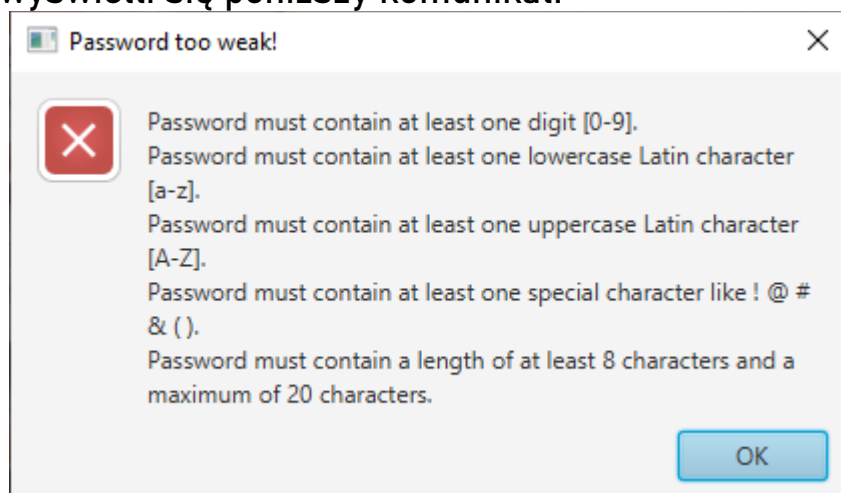 wyświetli się poniższy komunikat:
Password too weak!
Password must contain at least one digit [0-9].
Password must contain at least one lowercase Latin character
[a-z].
Password must contain at least one uppercase Latin character
[A-Z].
Password must contain at least one special character like ! @ #
& ( ).
Password must contain a length of at least 8 characters and a
maximum of 20 characters.
OK